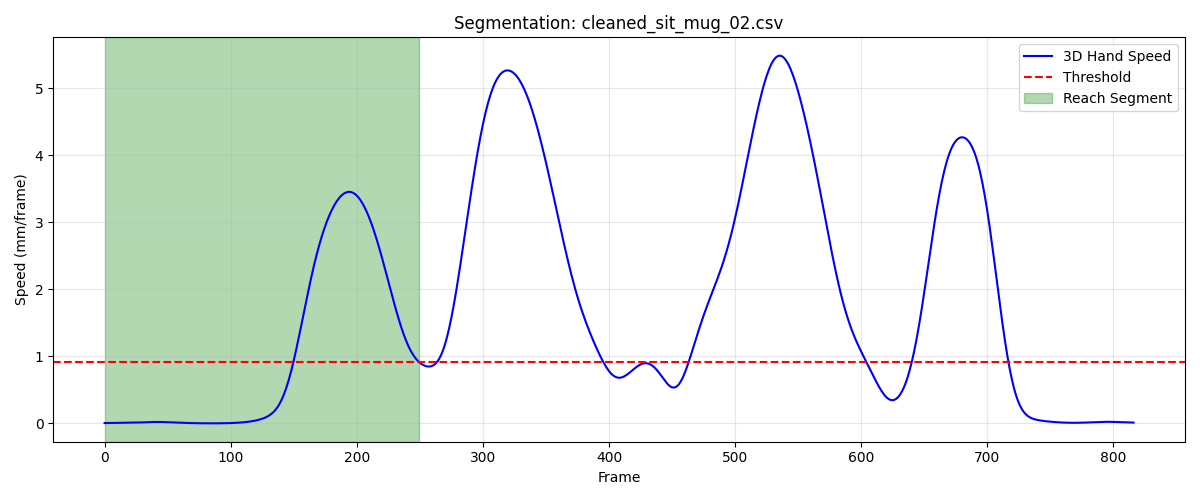 Segmentation: cleaned_sit_mug_02.csv
3D Hand Speed
Threshold
Reach Segment
Speed (mm/frame)
5
4
3
2
1
0
0 100 200 300 400 500 600 700 800
Frame